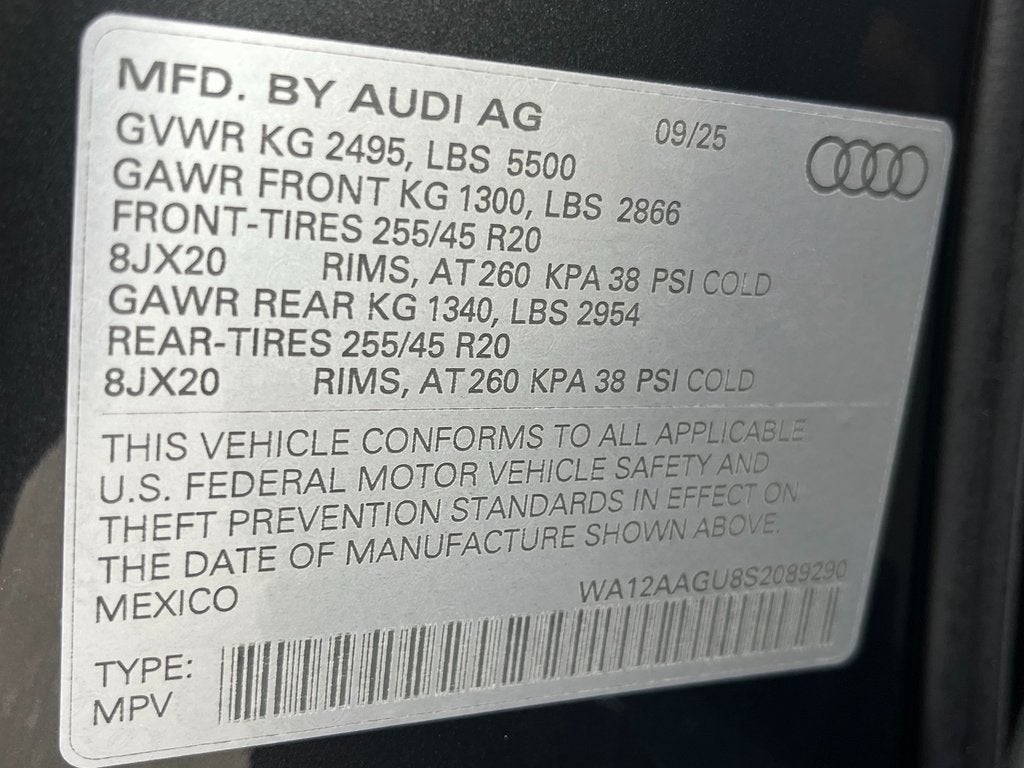 MFD. BY AUDI AG 09/25
GVWR KG 2495, LBS 5500
GAWR FRONT KG 1300, LBS 2866
FRONT-TIRES 255/45 R20
8JX20 RIMS, AT 260 KPA 38 PSI COLD
GAWR REAR KG 1340, LBS 2954
REAR-TIRES 255/45 R20
8JX20 RIMS, AT 260 KPA 38 PSI COLD
THIS VEHICLE CONFORMS TO ALL APPLICABLE
U.S. FEDERAL MOTOR VEHICLE SAFETY AND
THEFT PREVENTION STANDARDS IN EFFECT ON
THE DATE OF MANUFACTURE SHOWN ABOVE.
MEXICO WA12AAGU8S2089290
TYPE:
MPV